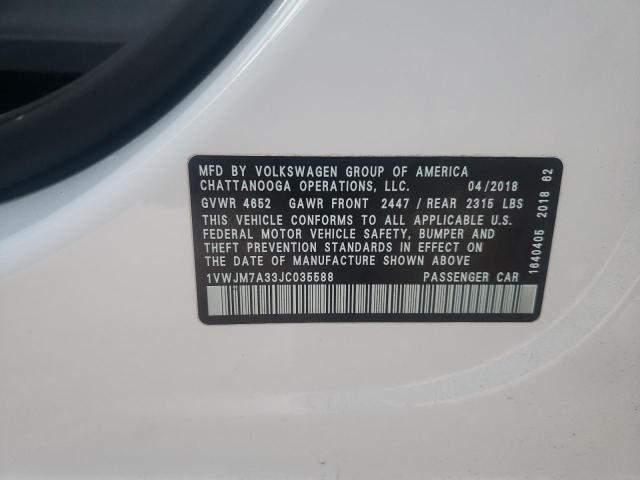 MFD BY VOLKSWAGEN GROUP OF AMERICA
CHATTANOOGA OPERATIONS, LLC. 04/2018
GVWR 4652 GAWR FRONT 2447 / REAR 2315 LBS
THIS VEHICLE CONFORMS TO ALL APPLICABLE U.S.
FEDERAL MOTOR VEHICLE SAFETY, BUMPER AND
THEFT PREVENTION STANDARDS IN EFFECT ON
THE DATE OF MANUFACTURE SHOWN ABOVE
1VWJM7A33JC035588 PASSENGER CAR
1640405 2018 62